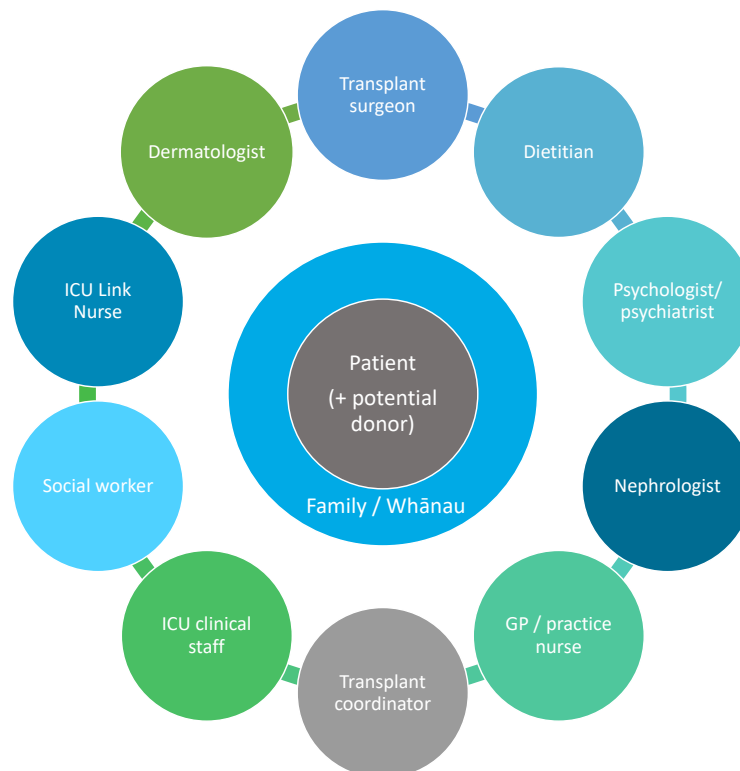 Transplant
surgeon
Dietitian
Psychologist/
psychiatrist
Nephrologist
GP / practice
nurse
Transplant
coordinator
ICU clinical
staff
Social worker
ICU Link
Nurse
Dermatologist
Patient
(+ potential
donor)
Family / Whānau